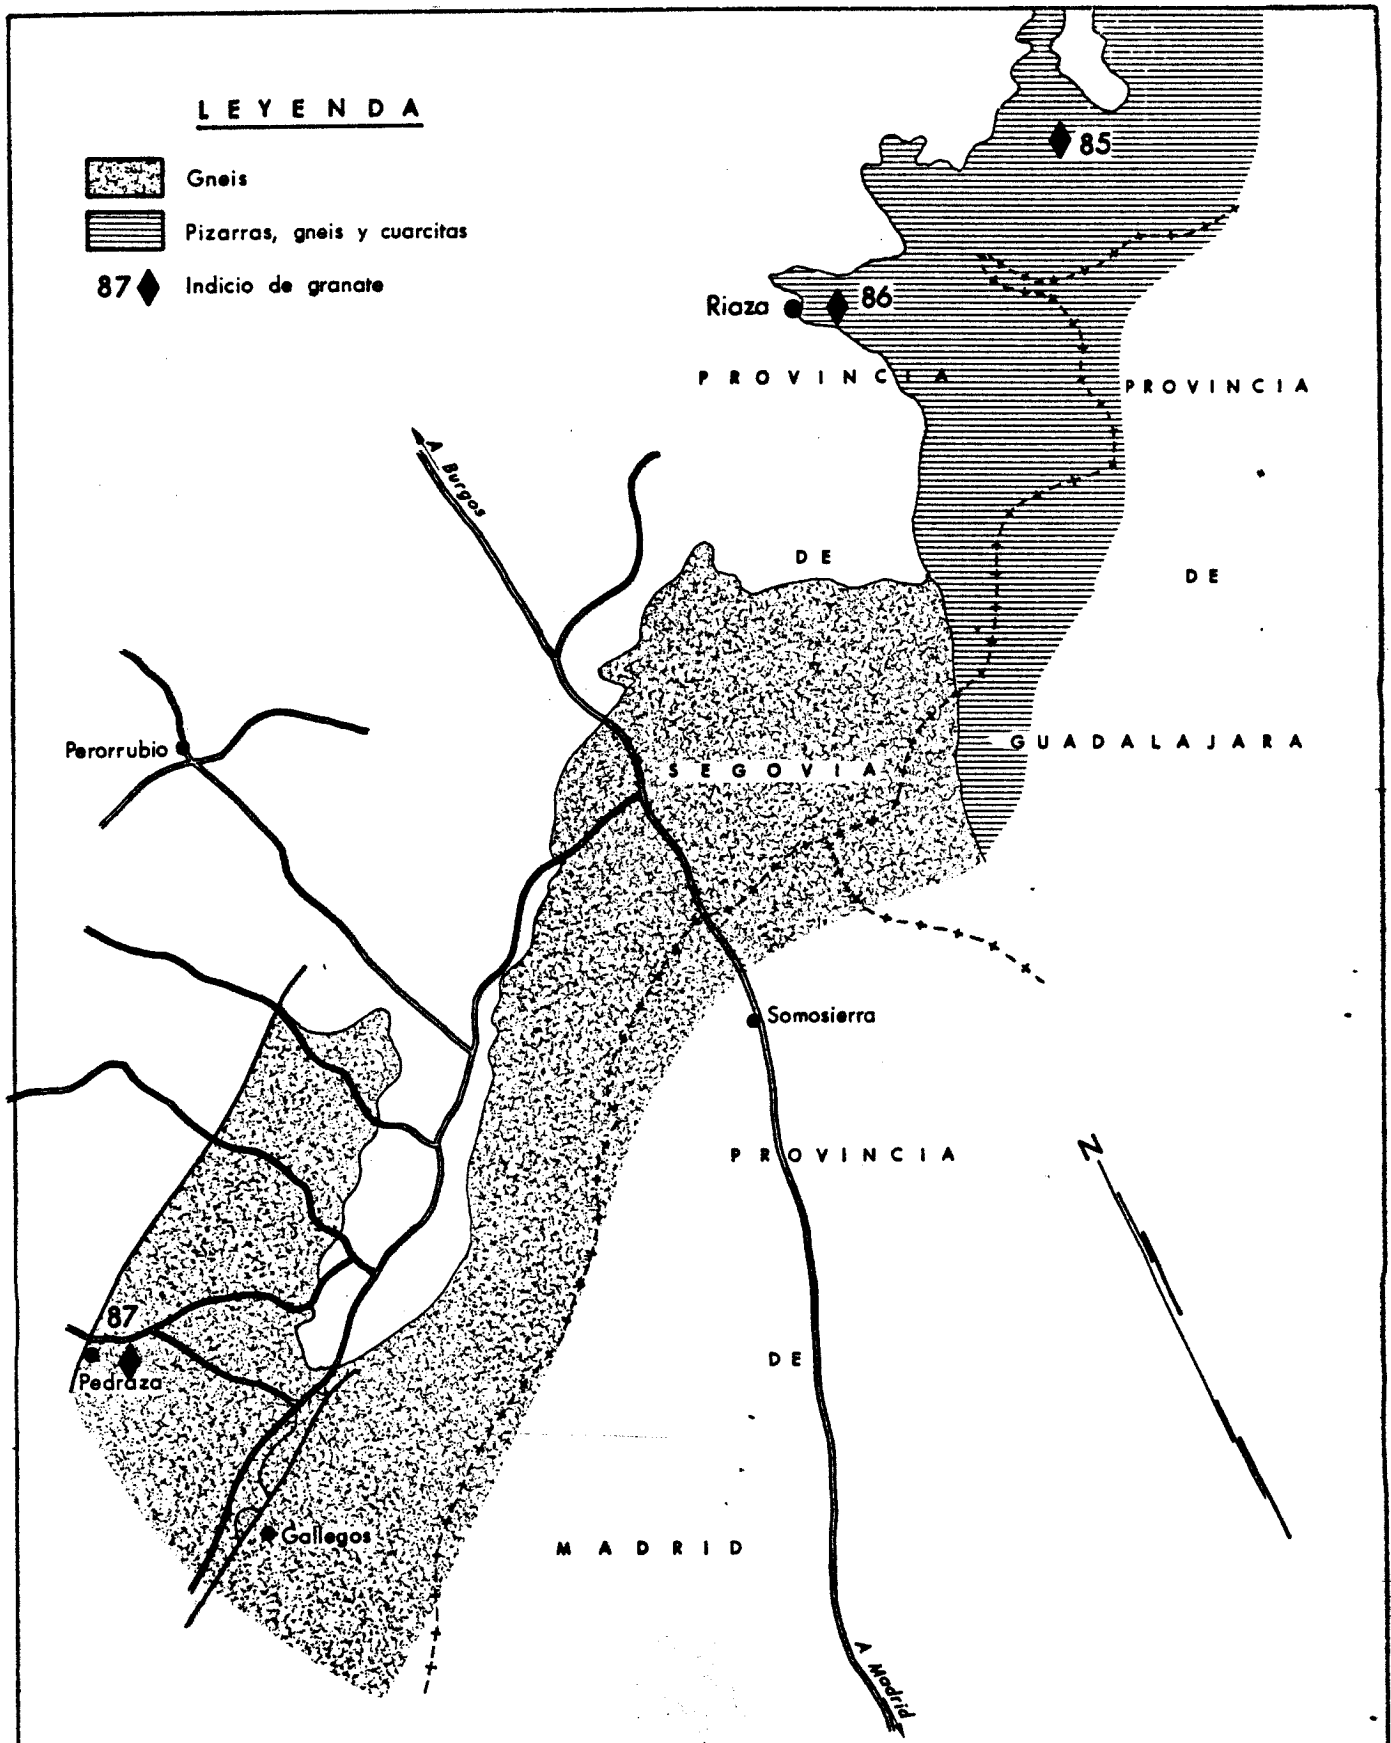 LEYENDA
Gneis
Pizarras, gneis y cuarcitas
87 Indicio de granate
85
86
Riaza
PROVINCIA
PROVINCIA
A Burgos
DE
DE
Perorrubio
GUADALAJARA
SEGOVIA
Somosierra
PROVINCIA
N
87
DE
Pedraza
Gallegos
MADRID
A Madrid